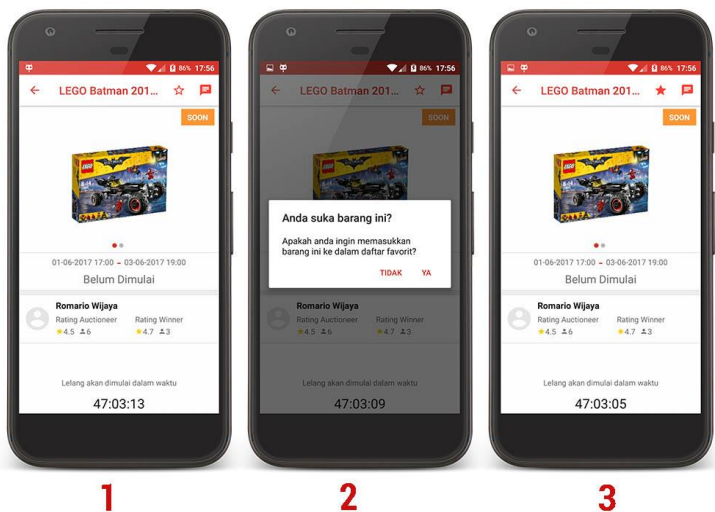 86% 17:56
LEGO Batman 201...
SOON
LEGO
01-06-2017 17:00 - 03-06-2017 19:00
Belum Dimulai
Romario Wijaya
Rating Auctioneer Rating Winner
4.5 6 4.7 3
Lelang akan dimulai dalam waktu
47:03:13
1
86% 17:56
LEGO Batman 201...
SOON
Anda suka barang ini?
Apakah anda ingin memasukkan
barang ini ke dalam daftar favorit?
TIDAK YA
Romario Wijaya
Rating Auctioneer Rating Winner
4.5 6 4.7 3
Lelang akan dimulai dalam waktu
47:03:09
2
86% 17:56
LEGO Batman 201...
SOON
LEGO
01-06-2017 17:00 - 03-06-2017 19:00
Belum Dimulai
Romario Wijaya
Rating Auctioneer Rating Winner
4.5 6 4.7 3
Lelang akan dimulai dalam waktu
47:03:05
3